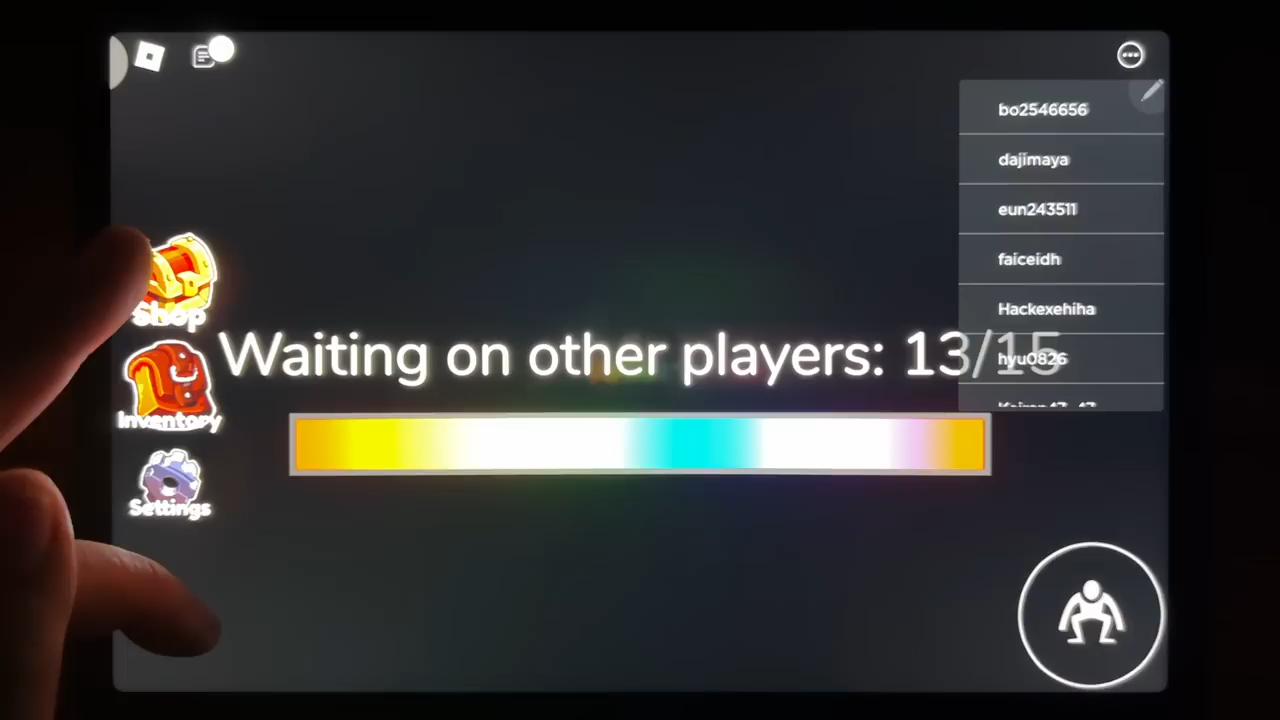 bo2546656
dajimaya
eun243511
faiceidh
Hackexehiha
hyu0826
Shop
Waiting on other players: 13/15
Inventory
Settings